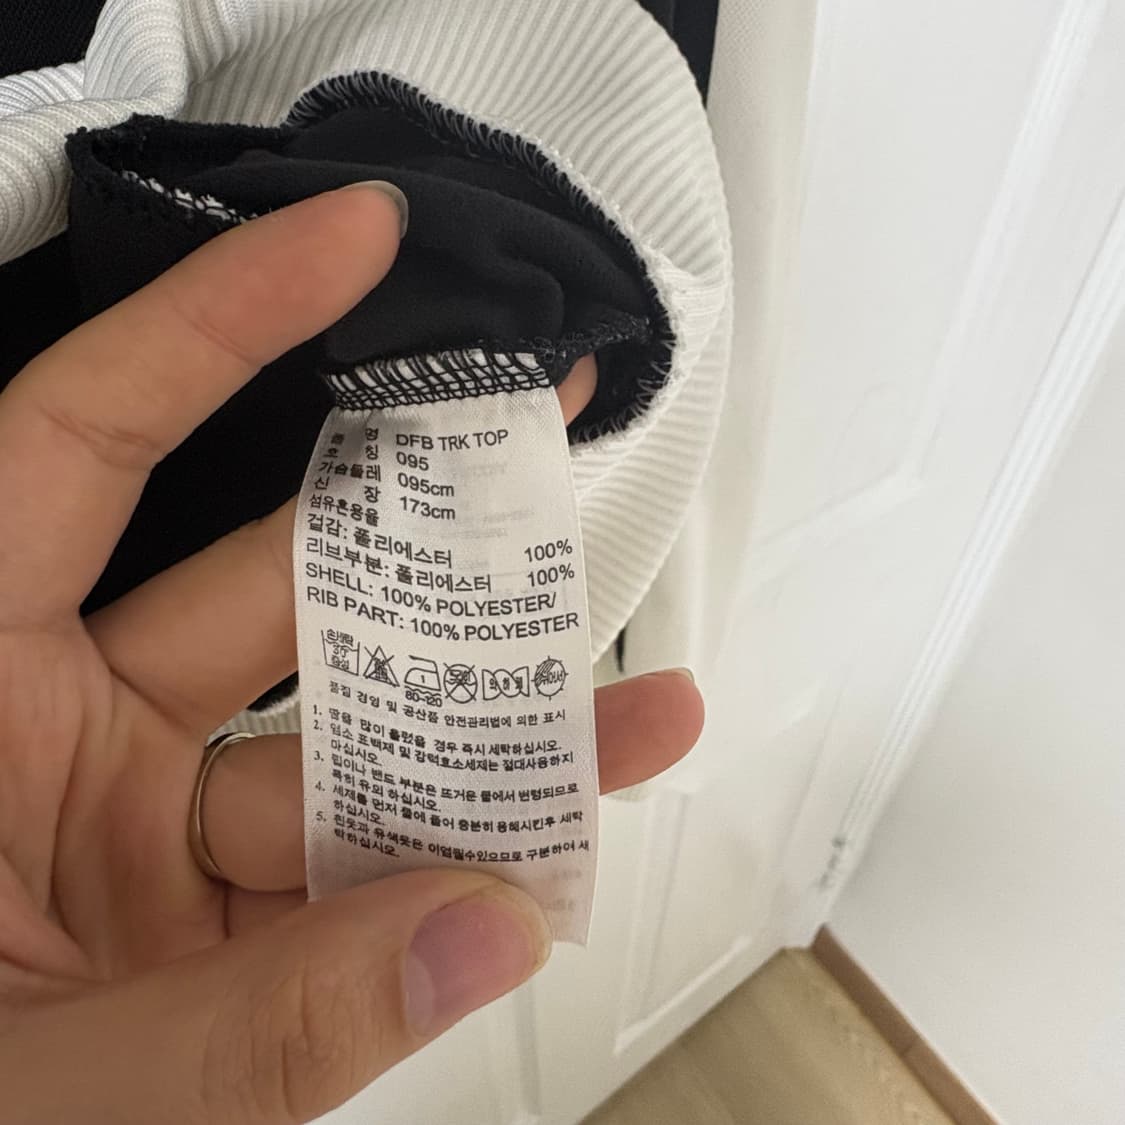 품 명 DFB TRK TOP
호 칭 095
가슴둘레 095cm
신 장 173cm
섬유혼용율
겉감: 폴리에스터 100%
리브부분: 폴리에스터 100%
SHELL: 100% POLYESTER/
RIB PART: 100% POLYESTER
손세탁
30
중성
80~120
품질 경영 및 공산품 안전관리법에 의한 표시
1. 땀을 많이 흘렸을 경우 즉시 세탁하십시오.
2. 염소 표백제 및 강력효소세제는 절대사용하지
마십시오.
3. 립이나 밴드 부분은 뜨거운 물에서 변형되므로
특히 유의 하십시오.
4. 세제를 먼저 물에 풀어 충분히 용해시킨후 세탁
하십시오.
5. 흰옷과 유색옷은 이염될수있으므로 구분하여 세
탁하십시오.